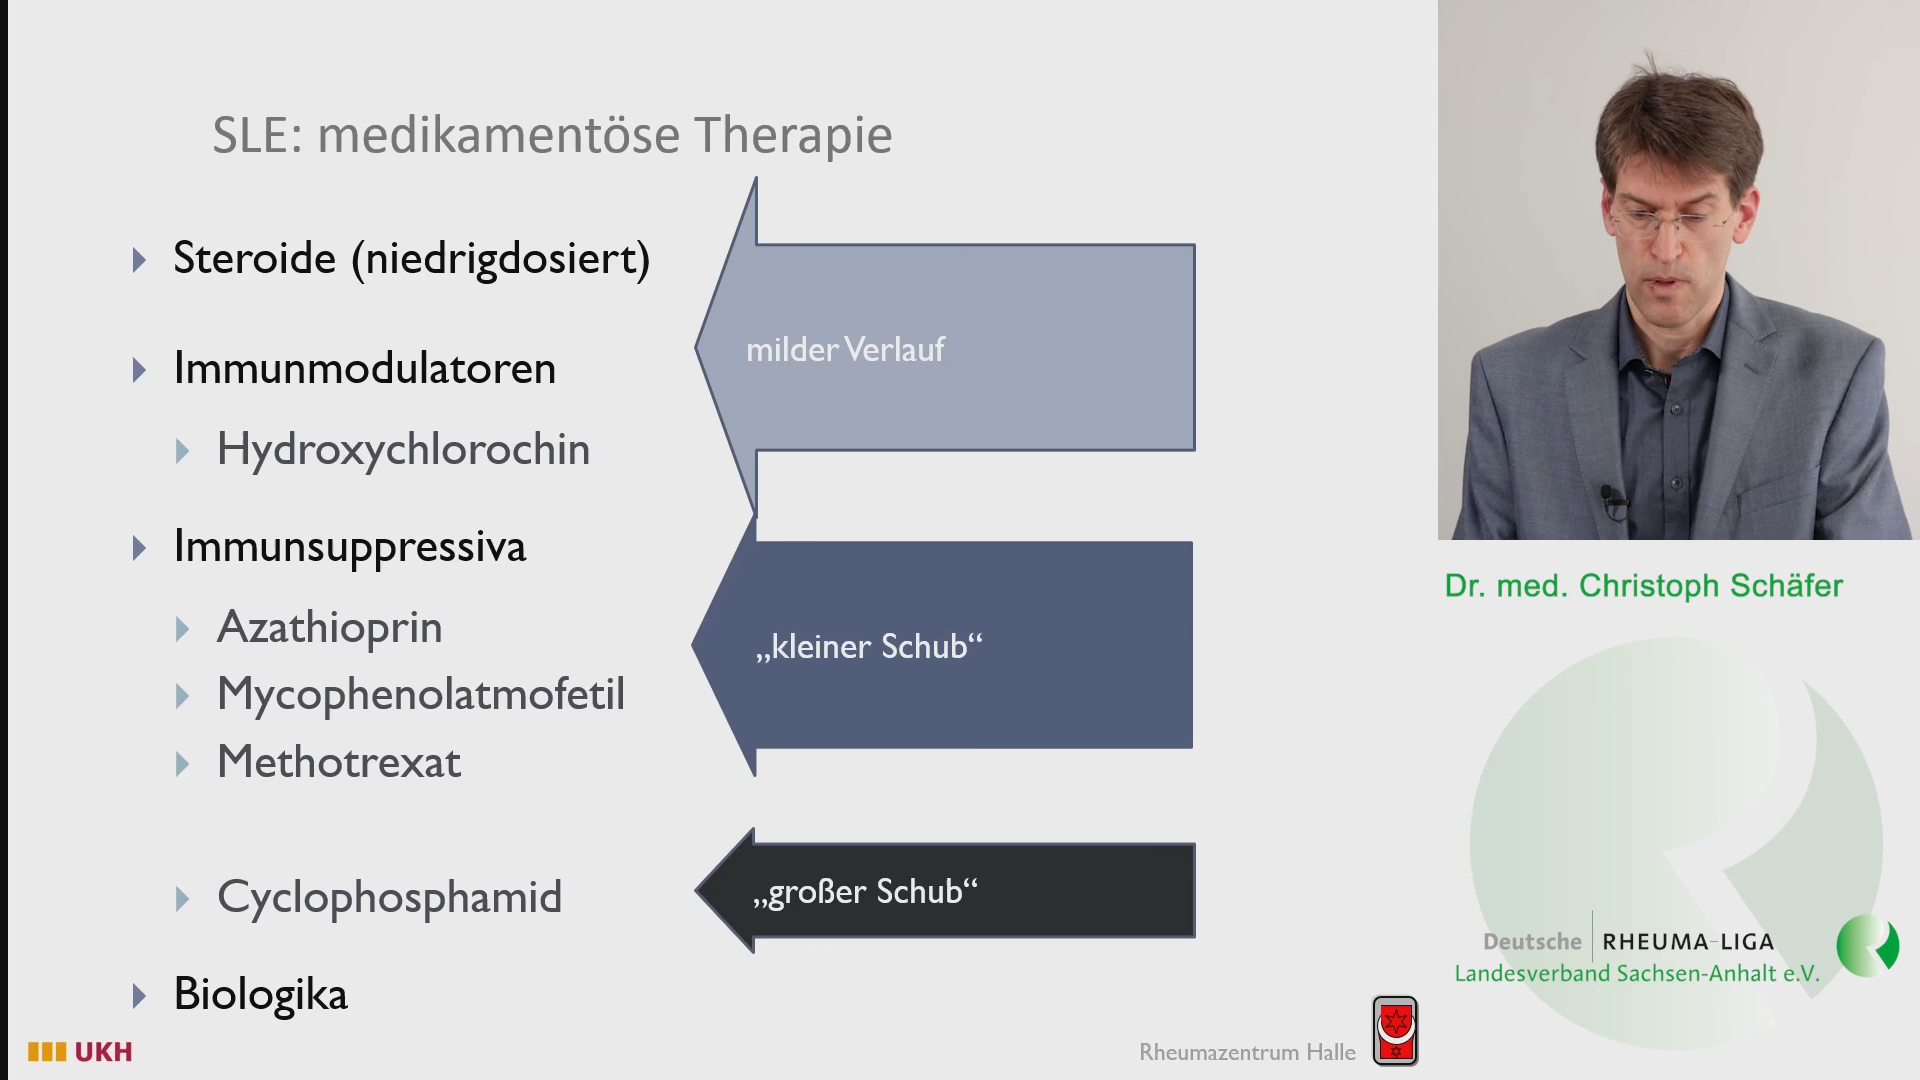 SLE: medikamentöse Therapie
Steroide (niedrigdosiert)
Immunmodulatoren
Hydroxychlorochin
milder Verlauf
Immunsuppressiva
Azathioprin
Mycophenolatmofetil
Methotrexat
„kleiner Schub“
Cyclophosphamid
„großer Schub“
Biologika
UKH
Rheumazentrum Halle
Dr. med. Christoph Schäfer
Deutsche RHEUMA-LIGA
Landesverband Sachsen-Anhalt e.V.